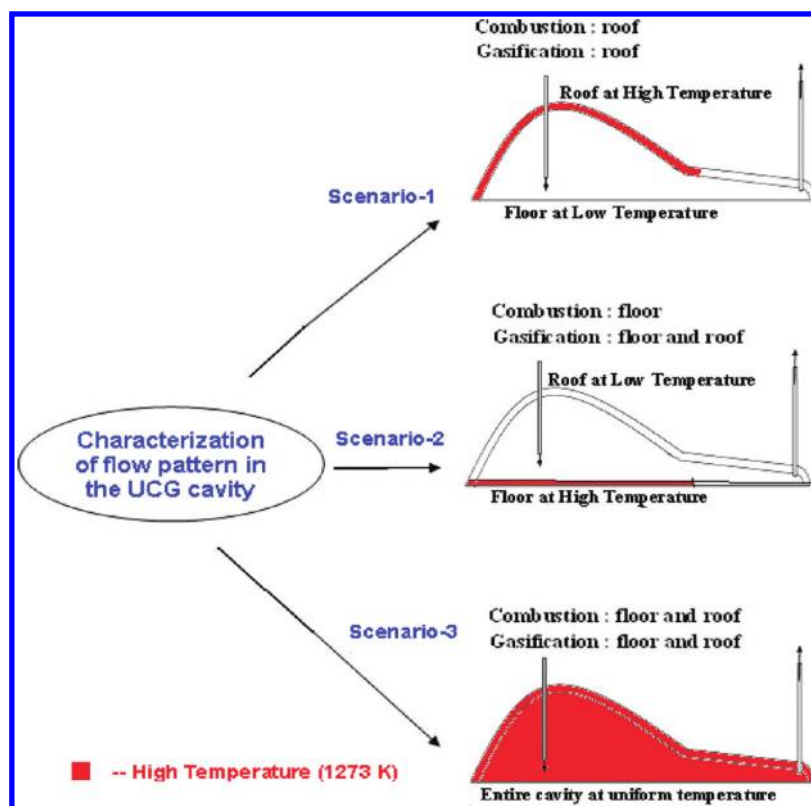 Combustion : roof
Gasification : roof
Roof at High Temperature
Scenario-1
Floor at Low Temperature
Combustion : floor
Gasification : floor and roof
Roof at Low Temperature
Characterization
of flow pattern in
the UCG cavity
Scenario-2
Floor at High Temperature
Combustion : floor and roof
Gasification : floor and roof
Scenario-3
-- High Temperature (1273 K)
Entire cavity at uniform temperature